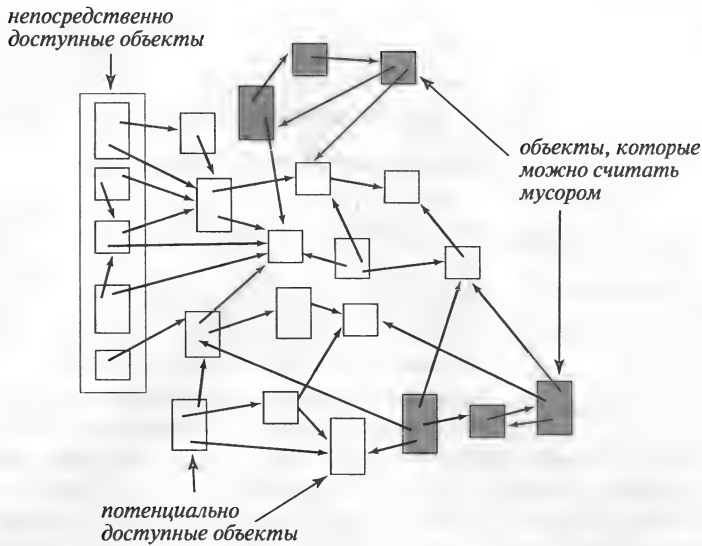 непосредственно
доступные объекты
объекты, которые
можно считать
мусором
потенциально
доступные объекты